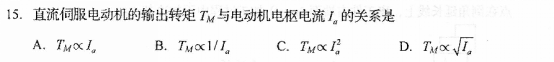 15. 直流伺服电动机的输出转矩 T_M 与电动机电枢电流 I_a 的关系是
A. T_M∝I_a B. T_M∝1/I_a C. T_M∝I_a^2 D. T_M∝√I_a